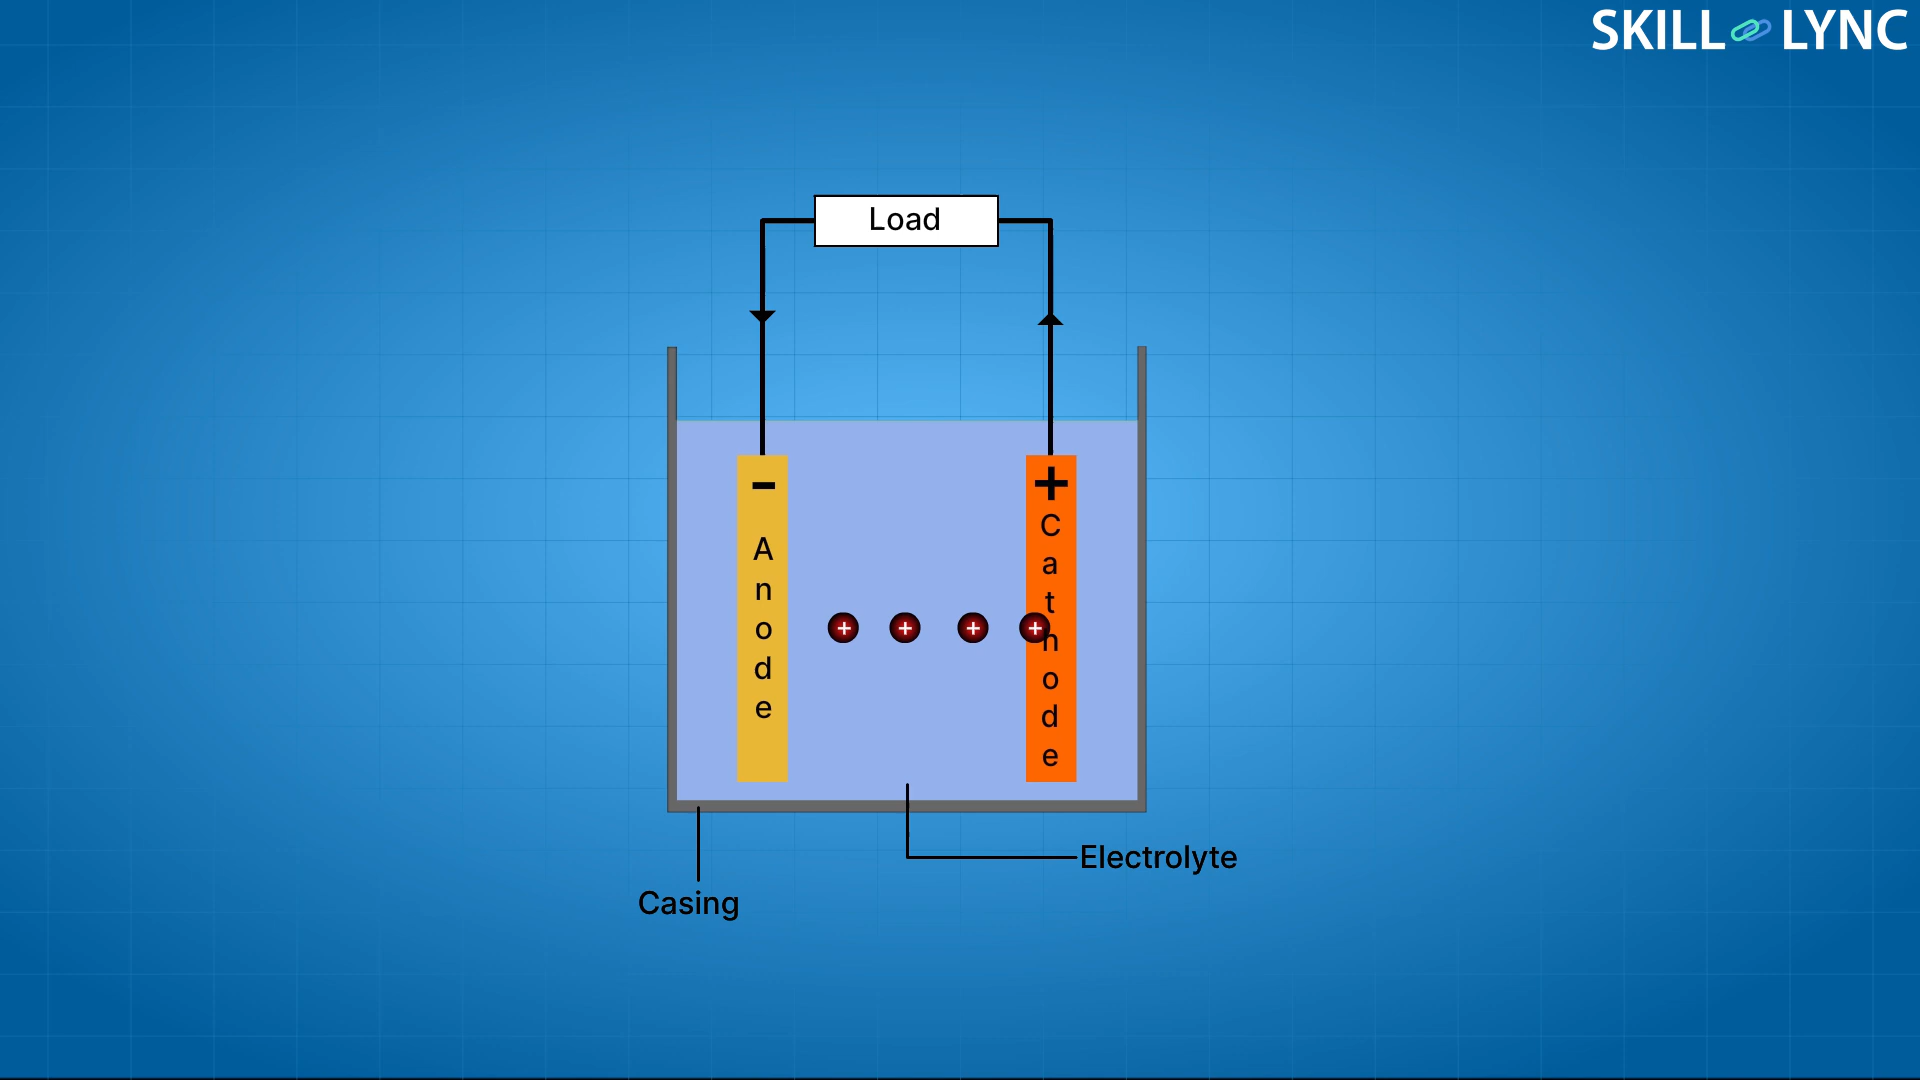 SKILL LYNC
Load
- +
Anode
Cathode
+ + + +
Electrolyte
Casing